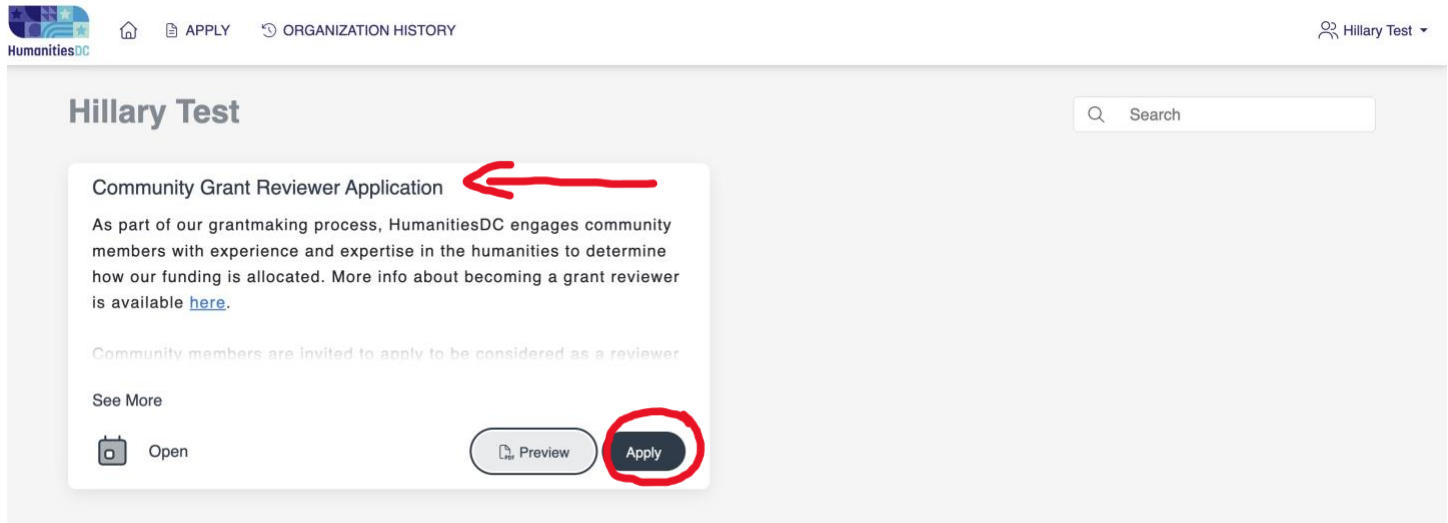 HumanitiesDC
APPLY
ORGANIZATION HISTORY
Hillary Test
Hillary Test
Search
Community Grant Reviewer Application
As part of our grantmaking process, HumanitiesDC engages community
members with experience and expertise in the humanities to determine
how our funding is allocated. More info about becoming a grant reviewer
is available here.
Community members are invited to apply to be considered as a reviewer
See More
Open
PDF
Preview
Apply